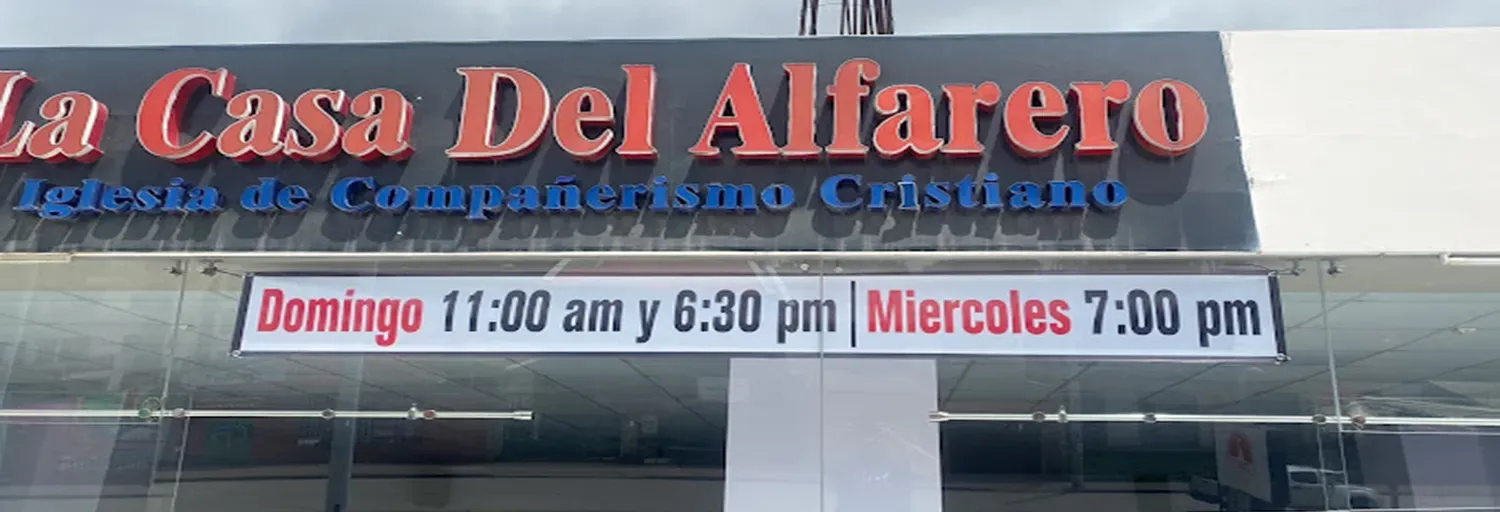 La Casa Del Alfarero
Iglesia de Compañerismo Cristiano
Domingo 11:00 am y 6:30 pm | Miercoles 7:00 pm